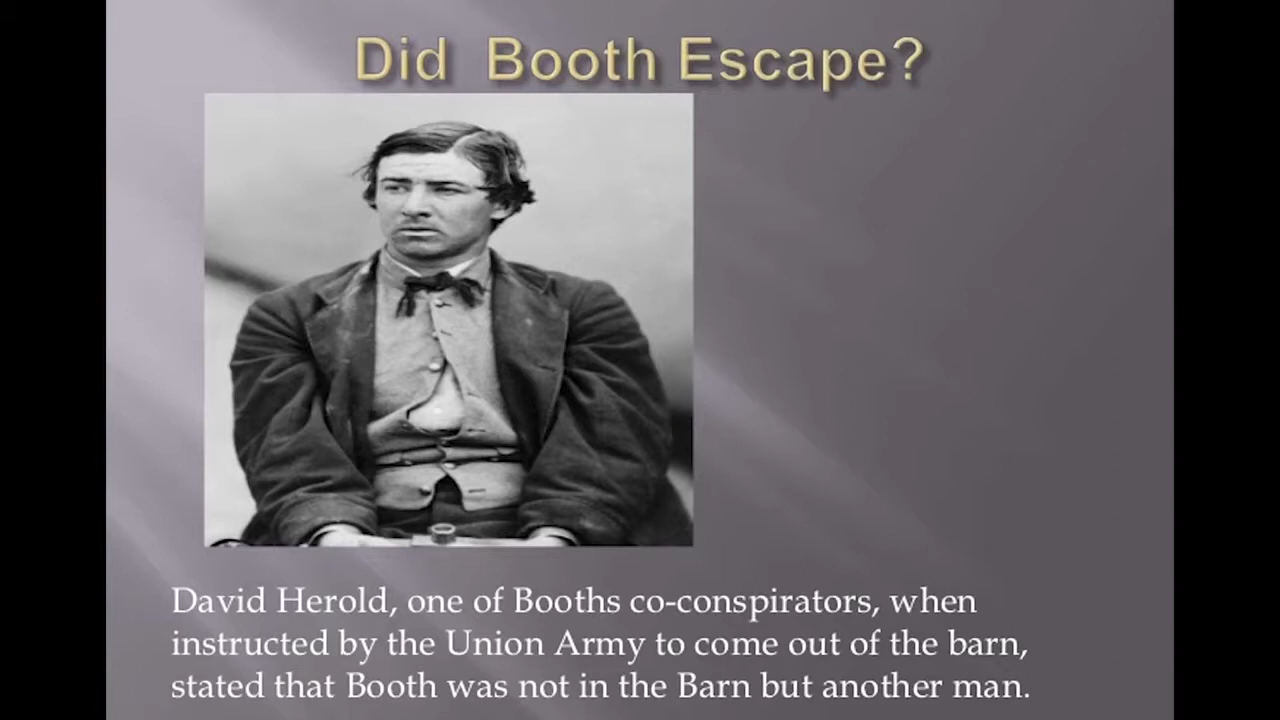 Did Booth Escape?
David Herold, one of Booths co-conspirators, when
instructed by the Union Army to come out of the barn,
stated that Booth was not in the Barn but another man.